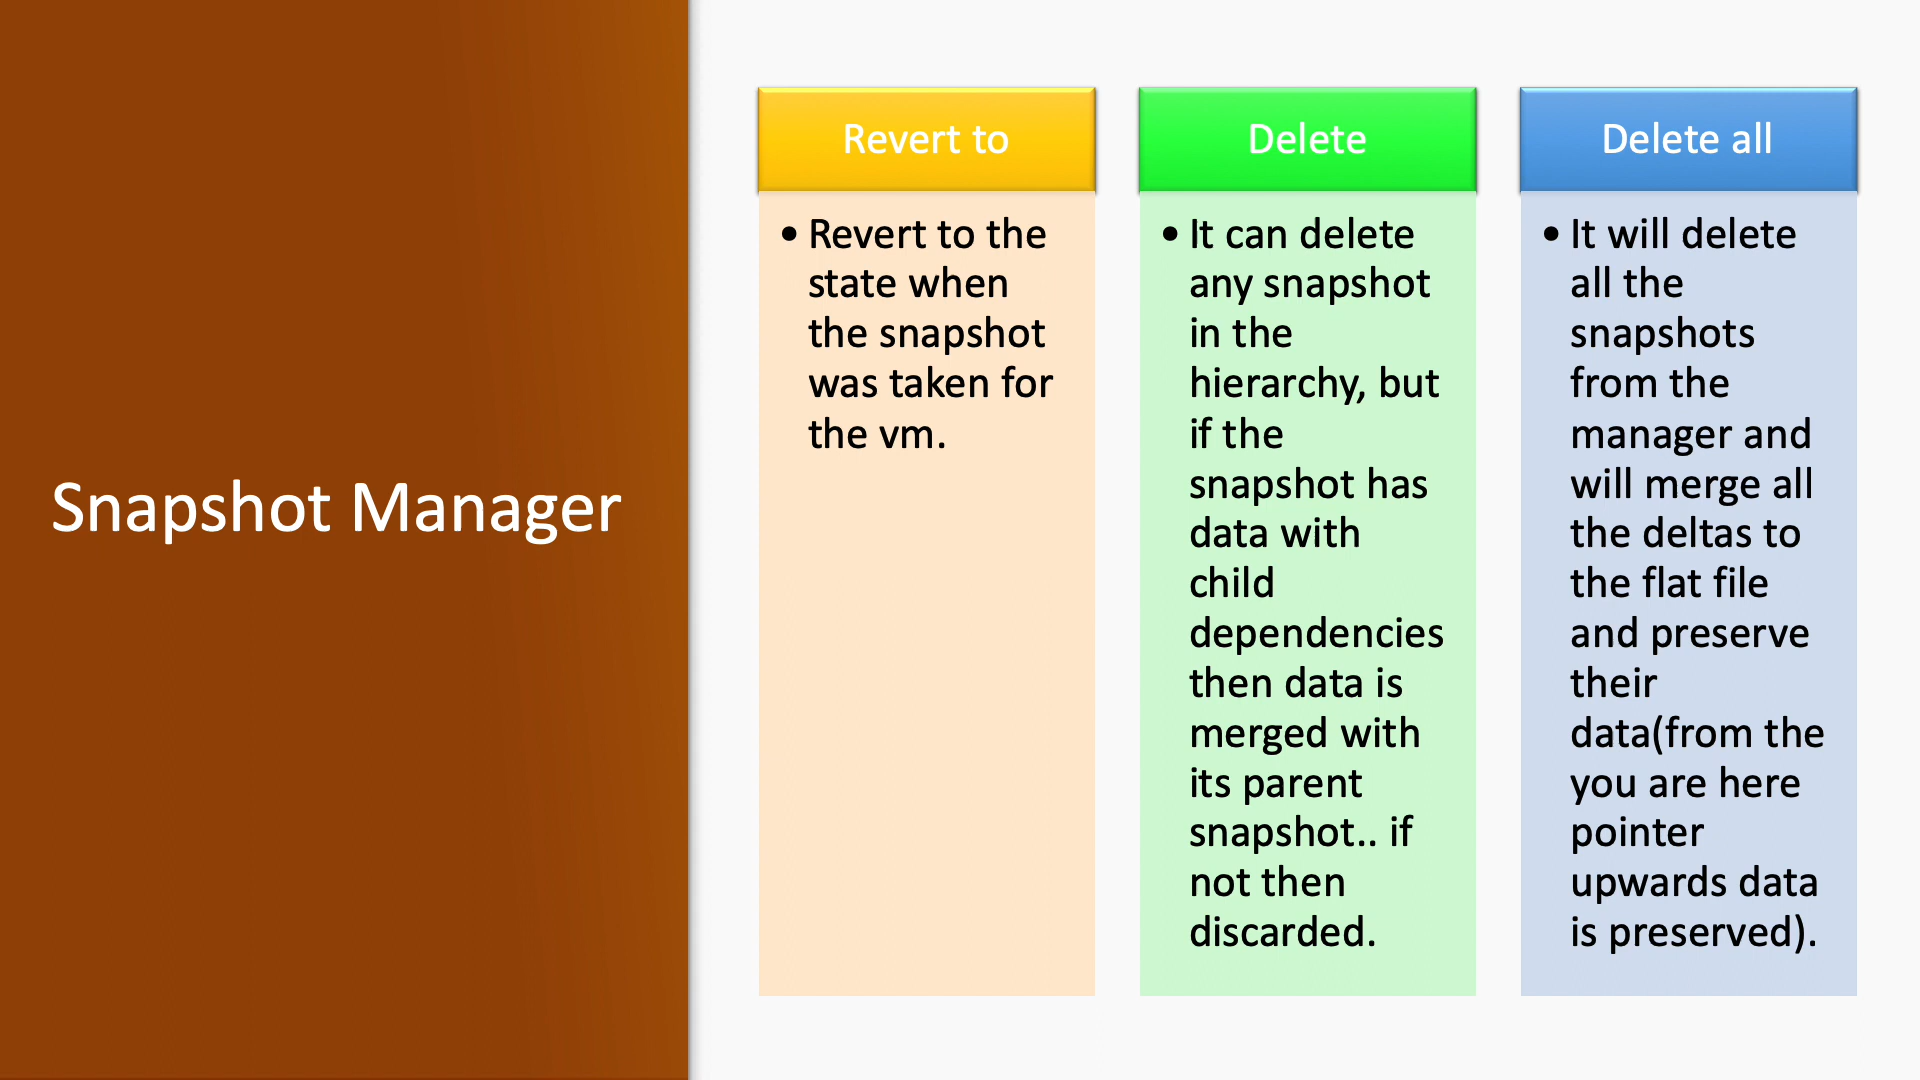 Snapshot Manager
Revert to
• Revert to the
state when
the snapshot
was taken for
the vm.
Delete
• It can delete
any snapshot
in the
hierarchy, but
if the
snapshot has
data with
child
dependencies
then data is
merged with
its parent
snapshot.. if
not then
discarded.
Delete all
• It will delete
all the
snapshots
from the
manager and
will merge all
the deltas to
the flat file
and preserve
their
data(from the
you are here
pointer
upwards data
is preserved).